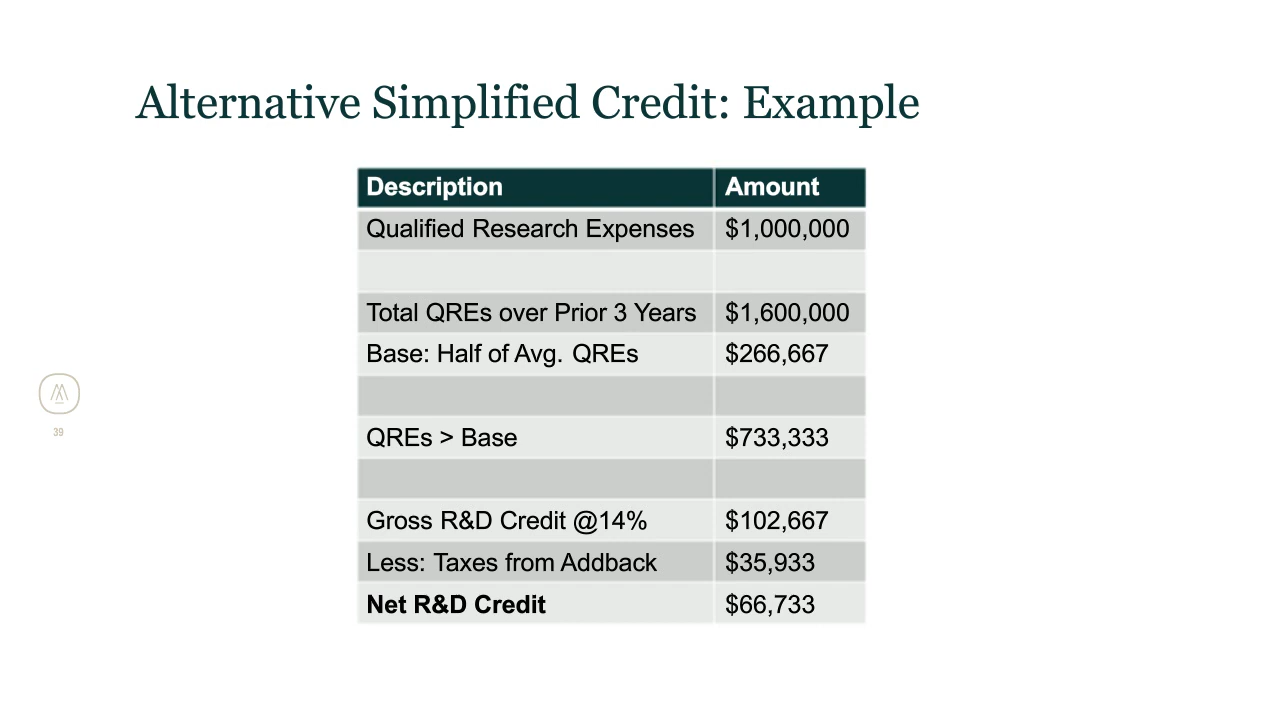 Alternative Simplified Credit: Example
Description Amount
Qualified Research Expenses $1,000,000
Total QREs over Prior 3 Years $1,600,000
Base: Half of Avg. QREs $266,667
QREs > Base $733,333
Gross R&D Credit @14% $102,667
Less: Taxes from Addback $35,933
Net R&D Credit $66,733
39